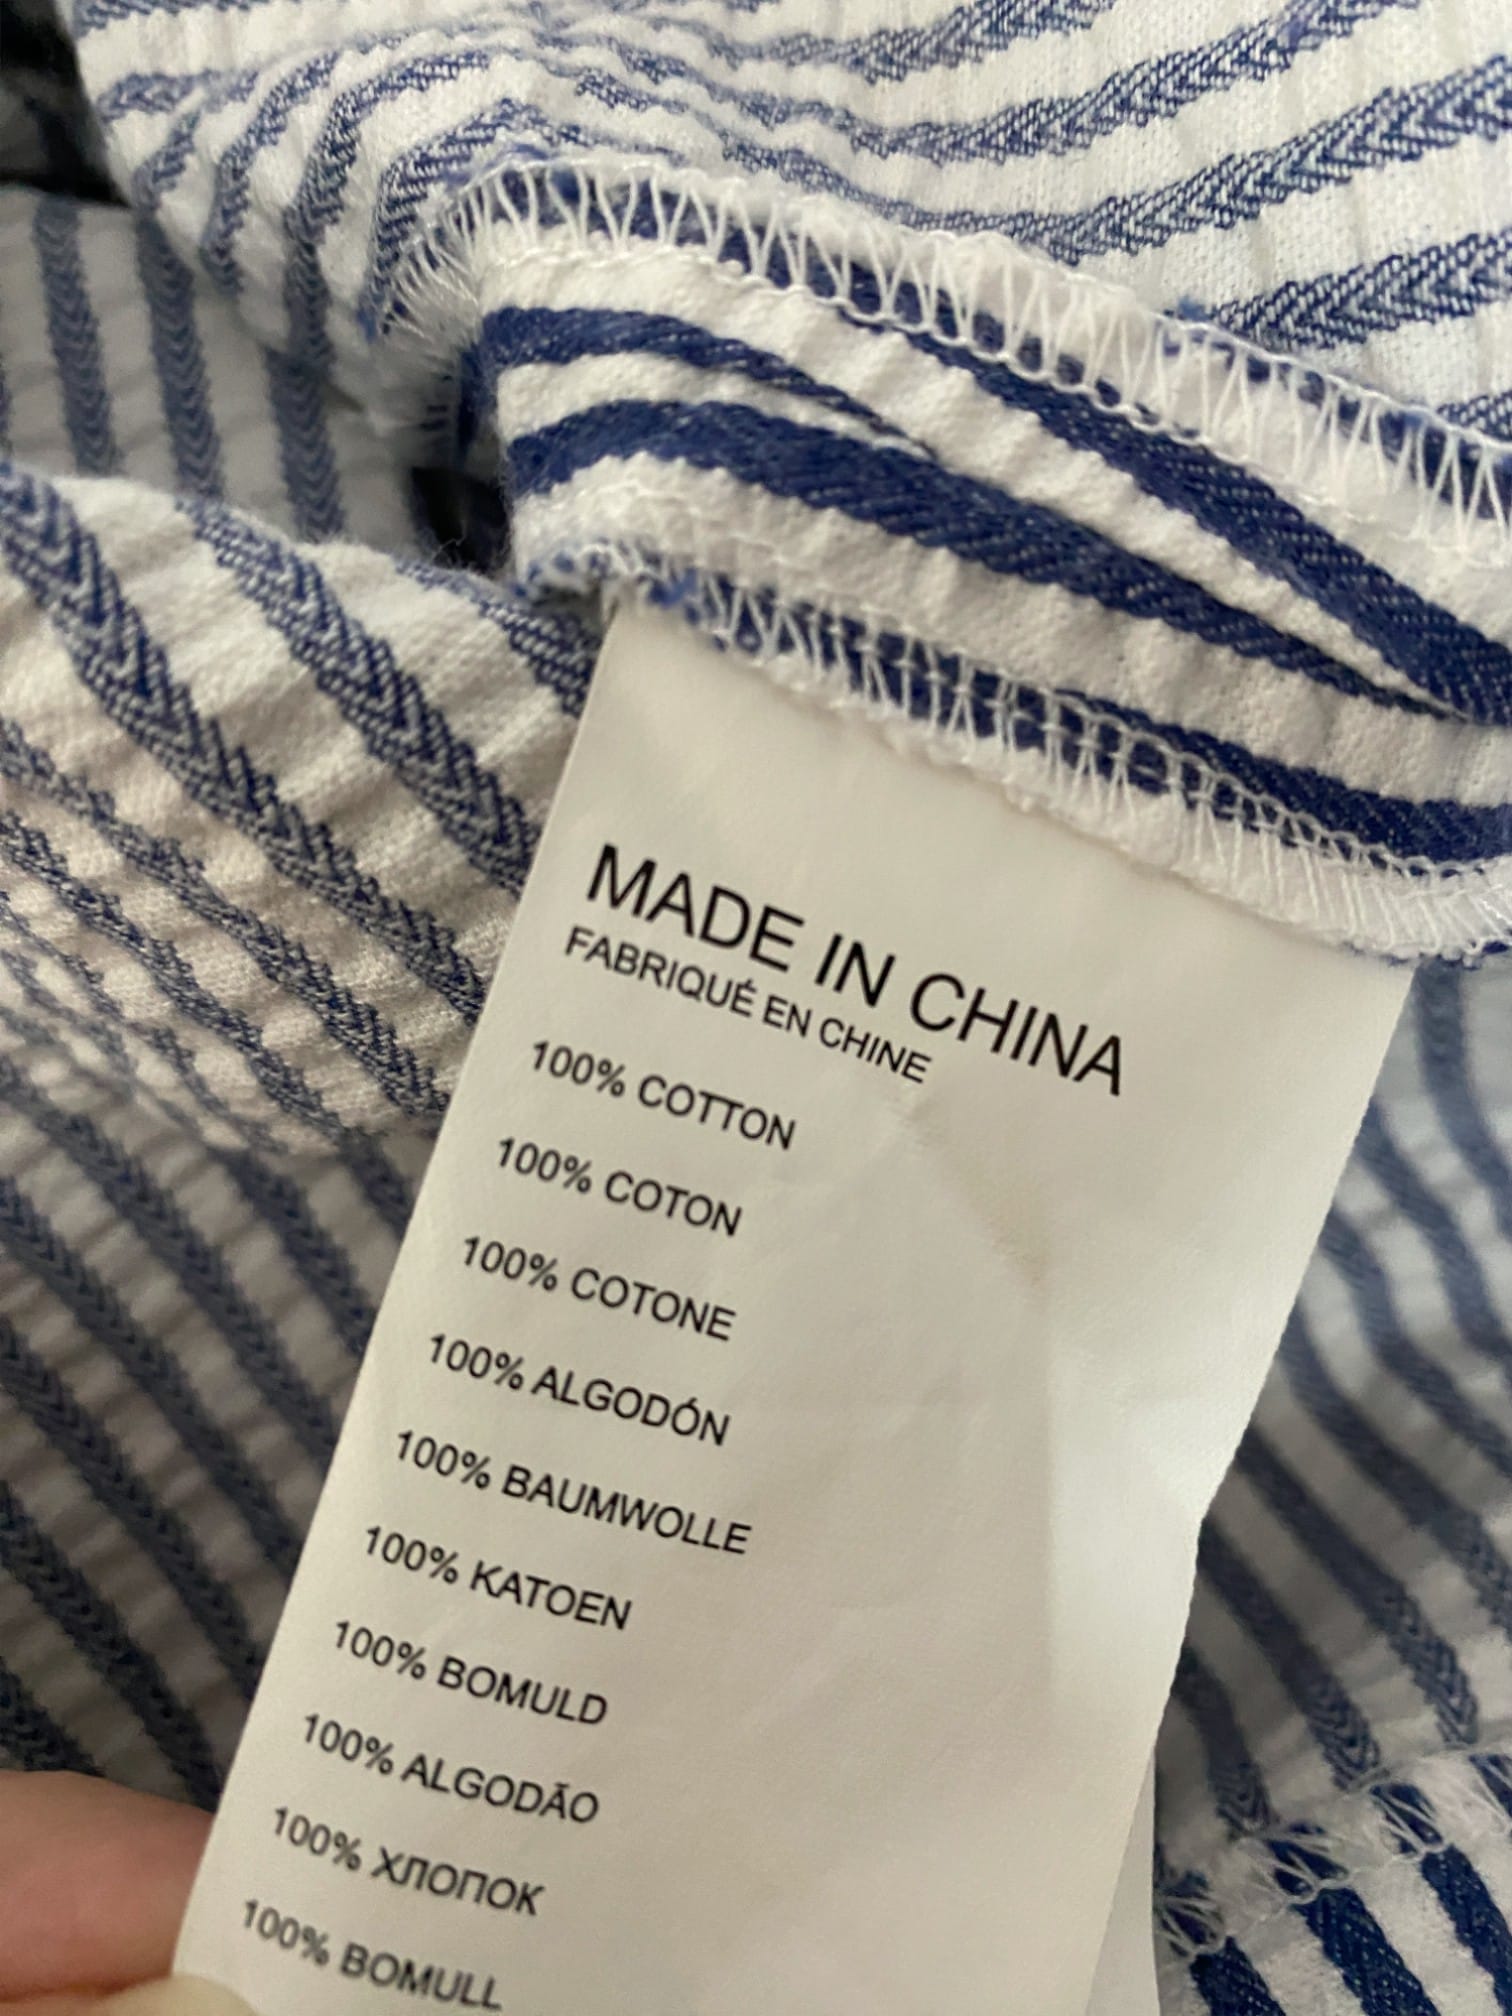 MADE IN CHINA
FABRIQUÉ EN CHINE
100% COTTON
100% COTON
100% COTONE
100% ALGODÓN
100% BAUMWOLLE
100% KATOEN
100% BOMULD
100% ALGODÃO
100% ХЛОПОК
100% BOMULL